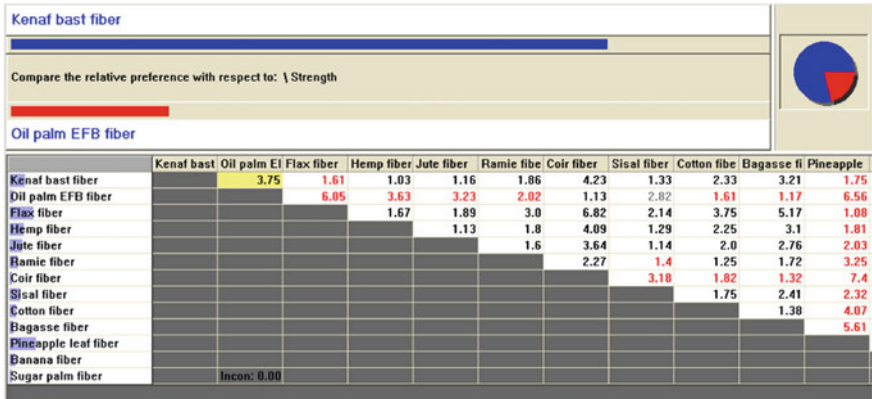 Kenaf bast fiber
Compare the relative preference with respect to: \ Strength
Oil palm EFB fiber
Kenaf bast Oil palm El Flax fiber Hemp fiber Jute fiber Ramie fibe Coir fiber Sisal fiber Cotton fibe Bagasse fi Pineapple
Kenaf bast fiber 3.75 1.61 1.03 1.16 1.86 4.23 1.33 2.33 3.21 1.75
Oil palm EFB fiber 6.05 3.63 3.23 2.02 1.13 2.82 1.61 1.17 6.56
Flax fiber 1.67 1.89 3.0 6.82 2.14 3.75 5.17 1.08
Hemp fiber 1.13 1.8 4.09 1.29 2.25 3.1 1.81
Jute fiber 1.6 3.64 1.14 2.0 2.76 2.03
Ramie fiber 2.27 1.4 1.25 1.72 3.25
Coir fiber 3.18 1.82 1.32 7.4
Sisal fiber 1.75 2.41 2.32
Cotton fiber 1.38 4.07
Bagasse fiber 5.61
Pineapple leaf fiber
Banana fiber
Sugar palm fiber Incon: 0.00